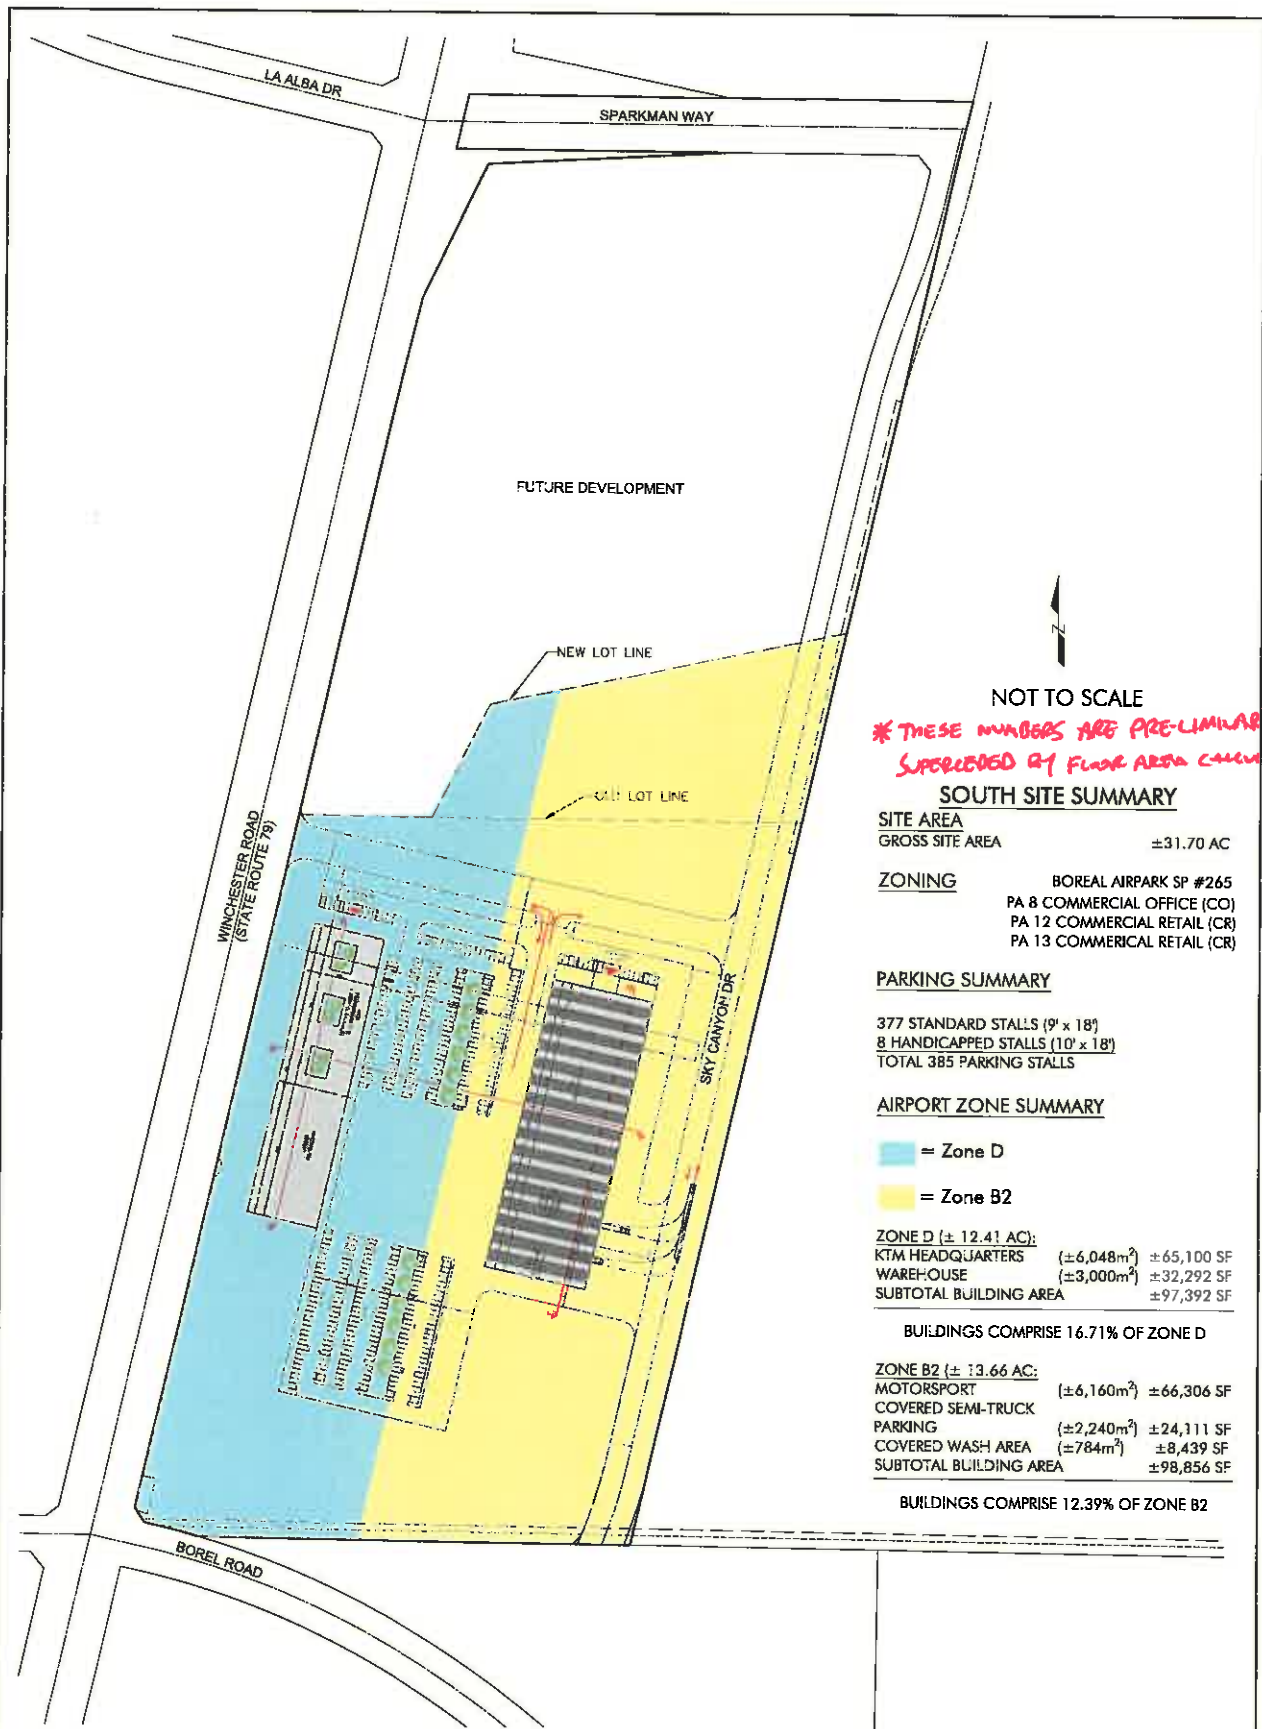 LA ALBA DR
SPARKMAN WAY
FUTURE DEVELOPMENT
NEW LOT LINE
LOT LINE
WINCHESTER ROAD
(STATE ROUTE 79)
SKY CANYON DR
BOREL ROAD
N
NOT TO SCALE
* THESE NUMBERS ARE PRE-LIMINAR
SUPERCEDED BY FLOOR AREA
SOUTH SITE SUMMARY
SITE AREA
GROSS SITE AREA ±31.70 AC
ZONING BOREAL AIRPARK SP #265
PA 8 COMMERCIAL OFFICE (CO)
PA 12 COMMERCIAL RETAIL (CR)
PA 13 COMMERICAL RETAIL (CR)
PARKING SUMMARY
377 STANDARD STALLS (9' x 18')
8 HANDICAPPED STALLS (10' x 18')
TOTAL 385 PARKING STALLS
AIRPORT ZONE SUMMARY
= Zone D
= Zone B2
ZONE D (± 12.41 AC):
KTM HEADQUARTERS (±6,048m²) ±65,100 SF
WAREHOUSE (±3,000m²) ±32,292 SF
SUBTOTAL BUILDING AREA ±97,392 SF
BUILDINGS COMPRISE 16.71% OF ZONE D
ZONE B2 (± 13.66 AC:
MOTORSPORT (±6,160m²) ±66,306 SF
COVERED SEMI-TRUCK
PARKING (±2,240m²) ±24,111 SF
COVERED WASH AREA (±784m²) ±8,439 SF
SUBTOTAL BUILDING AREA ±98,856 SF
BUILDINGS COMPRISE 12.39% OF ZONE B2